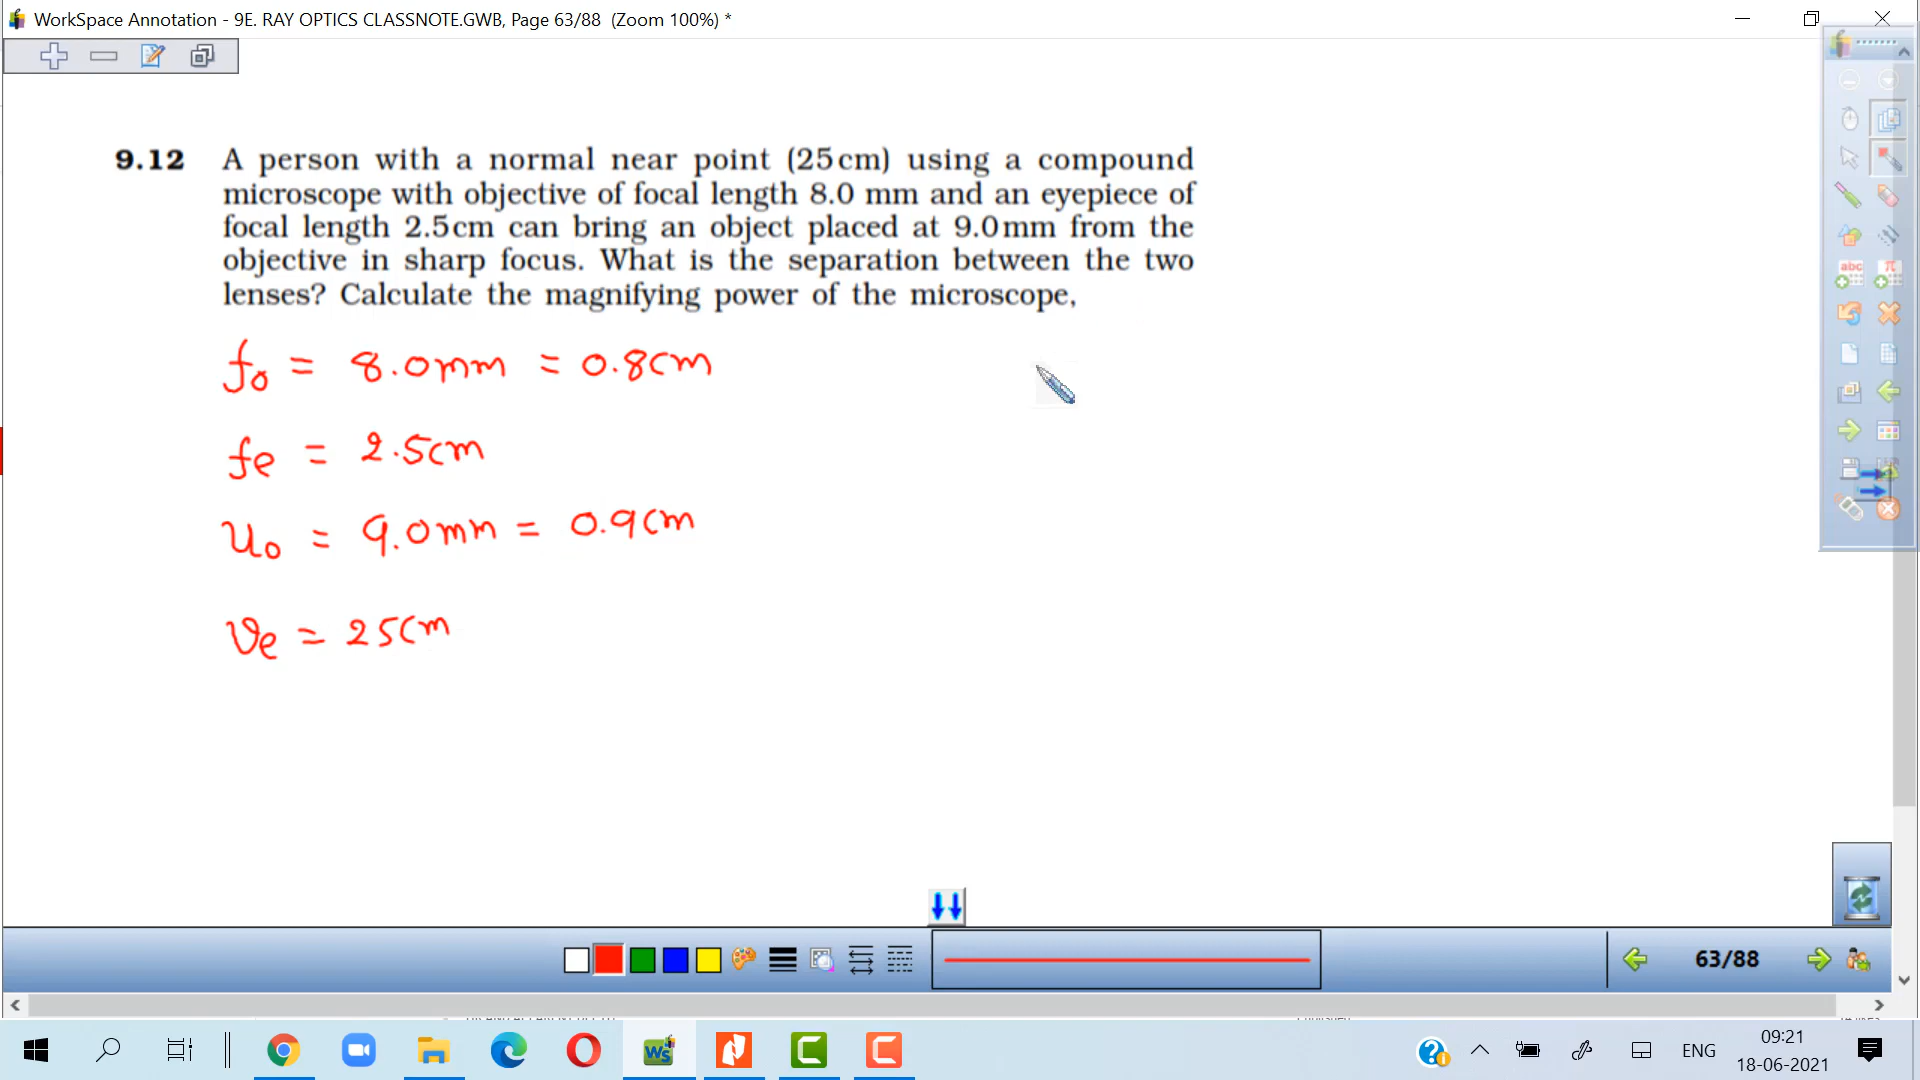 WorkSpace Annotation - 9E. RAY OPTICS CLASSNOTE.GWB, Page 63/88 (Zoom 100%) *
9.12 A person with a normal near point (25 cm) using a compound
microscope with objective of focal length 8.0 mm and an eyepiece of
focal length 2.5 cm can bring an object placed at 9.0 mm from the
objective in sharp focus. What is the separation between the two
lenses? Calculate the magnifying power of the microscope,
fo = 8.0mm = 0.8cm
fe = 2.5cm
uo = 9.0mm = 0.9cm
ve = 25cm
abc
π
63/88
WS
ENG
09:21
18-06-2021